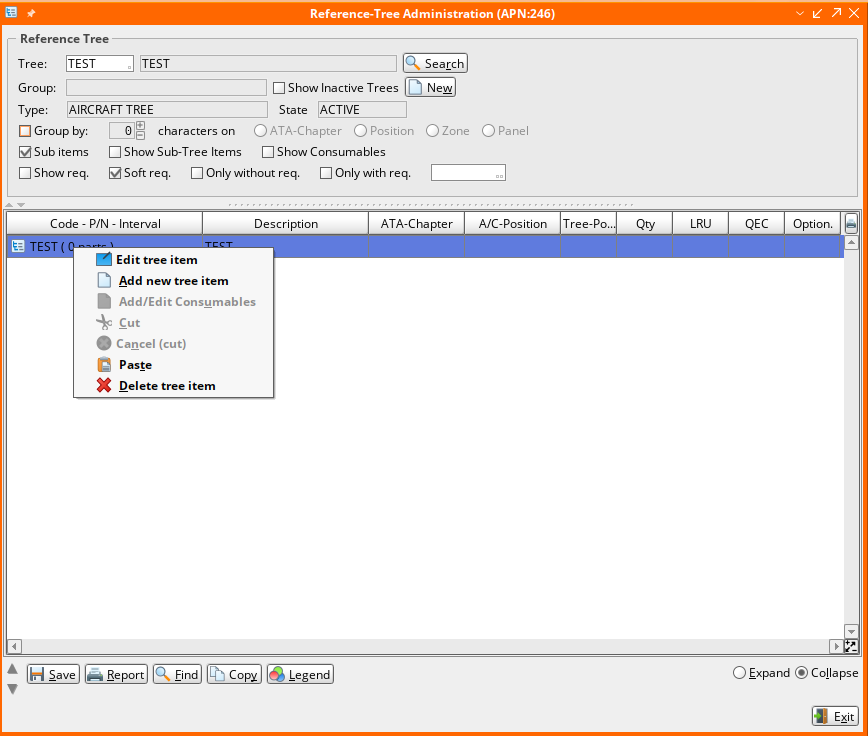 Reference-Tree Administration (APN:246)
Reference Tree
Tree: TEST TEST Search
Group: Show Inactive Trees New
Type: AIRCRAFT TREE State ACTIVE
Group by: 0 characters on ATA-Chapter Position Zone Panel
Sub items Show Sub-Tree Items Show Consumables
Show req. Soft req. Only without req. Only with req.
Code - P/N - Interval Description ATA-Chapter A/C-Position Tree-Po... Qty LRU QEC Option.
TEST ( 0 parts ) TEST
Edit tree item
Add new tree item
Add/Edit Consumables
Cut
Cancel (cut)
Paste
Delete tree item
Save Report Find Copy Legend Expand Collapse
Exit